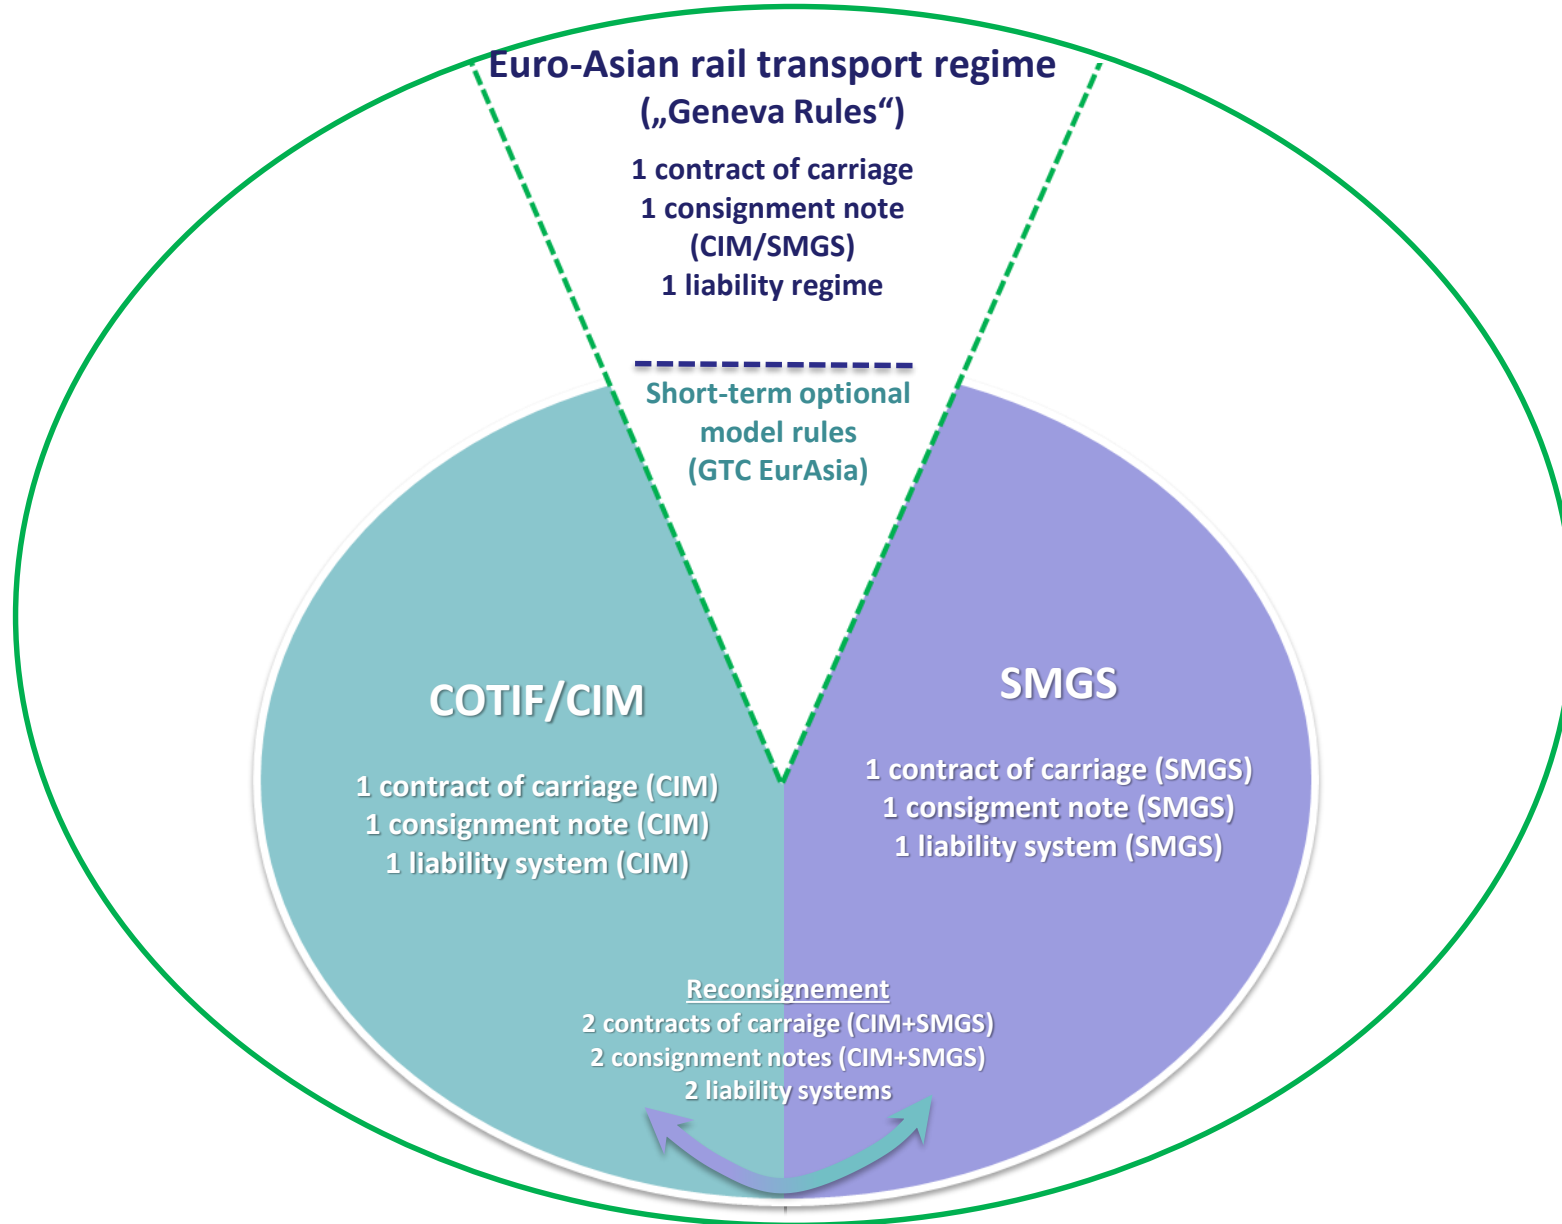 Euro-Asian rail transport regime
(„Geneva Rules“)
1 contract of carriage
1 consignment note
(CIM/SMGS)
1 liability regime
Short-term optional
model rules
(GTC EurAsia)
COTIF/CIM
1 contract of carriage (CIM)
1 consignment note (CIM)
1 liability system (CIM)
SMGS
1 contract of carriage (SMGS)
1 consigment note (SMGS)
1 liability system (SMGS)
Reconsignement
2 contracts of carraige (CIM+SMGS)
2 consignment notes (CIM+SMGS)
2 liability systems